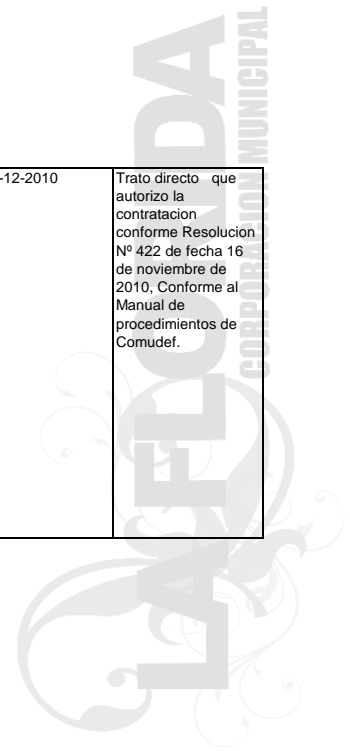 -12-2010
Trato directo que
autorizo la
contratacion
conforme Resolucion
Nº 422 de fecha 16
de noviembre de
2010, Conforme al
Manual de
procedimientos de
Comudef.
LA FLORIDA
CORPORACION MUNICIPAL